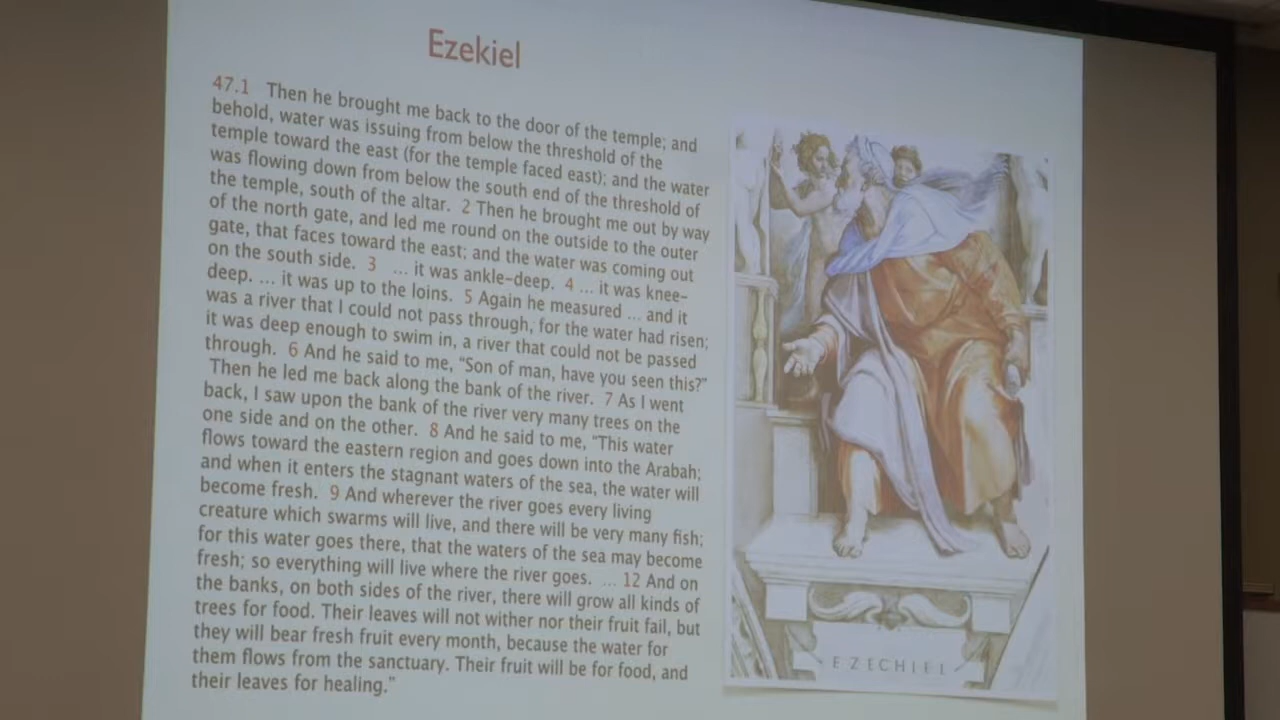 Ezekiel
47.1 Then he brought me back to the door of the temple; and
behold, water was issuing from below the threshold of the
temple toward the east (for the temple faced east); and the water
was flowing down from below the south end of the threshold of
the temple, south of the altar. 2 Then he brought me out by way
of the north gate, and led me round on the outside to the outer
gate, that faces toward the east; and the water was coming out
on the south side. 3 ... it was ankle-deep. 4 ... it was knee-
deep. ... it was up to the loins. 5 Again he measured ... and it
was a river that I could not pass through, for the water had risen;
it was deep enough to swim in, a river that could not be passed
through. 6 And he said to me, “Son of man, have you seen this?”
Then he led me back along the bank of the river. 7 As I went
back, I saw upon the bank of the river very many trees on the
one side and on the other. 8 And he said to me, “This water
flows toward the eastern region and goes down into the Arabah;
and when it enters the stagnant waters of the sea, the water will
become fresh. 9 And wherever the river goes every living
creature which swarms will live, and there will be very many fish;
for this water goes there, that the waters of the sea may become
fresh; so everything will live where the river goes. ... 12 And on
the banks, on both sides of the river, there will grow all kinds of
trees for food. Their leaves will not wither nor their fruit fail, but
they will bear fresh fruit every month, because the water for
them flows from the sanctuary. Their fruit will be for food, and
their leaves for healing.”
EZECHIEL